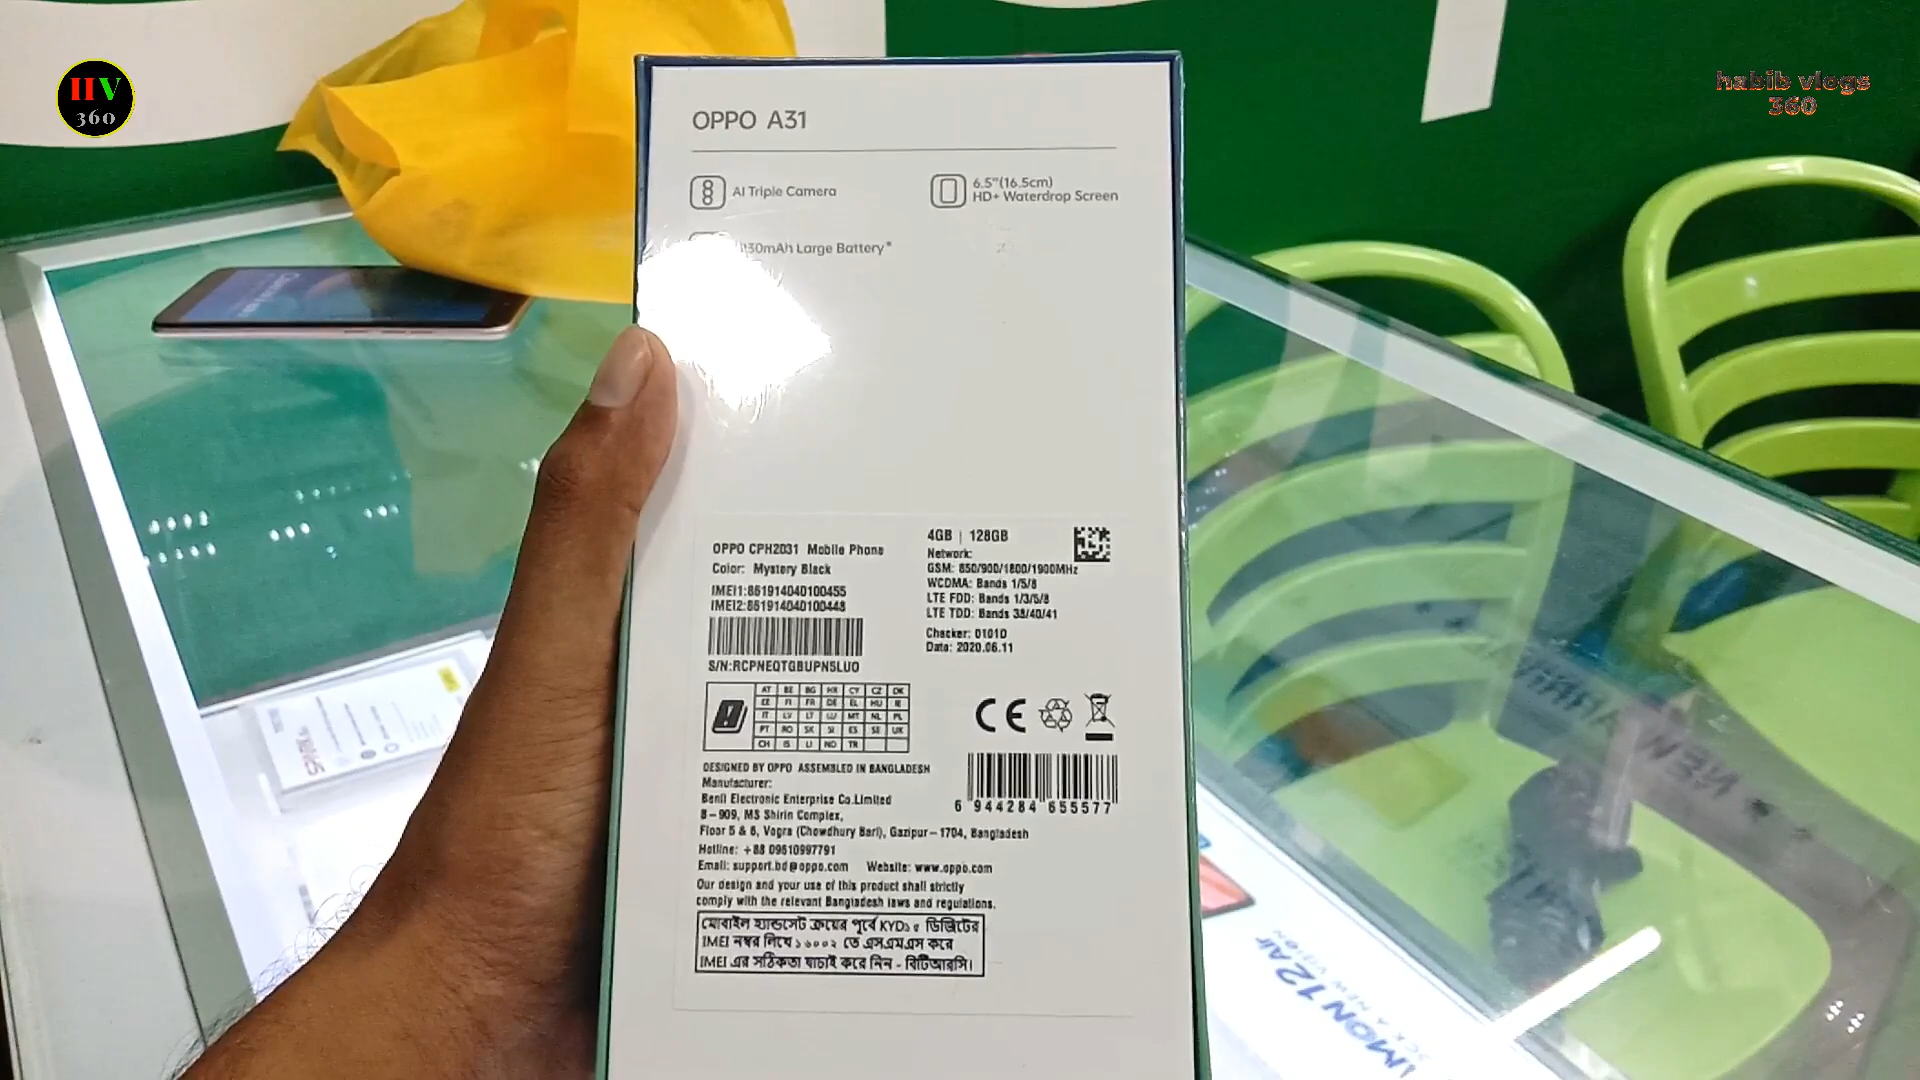 IIV
360
habib vlogs
360
OPPO A31
AI Triple Camera
6.5"(16.5cm)
HD+ Waterdrop Screen
Large Battery*
OPPO CPH2031 Mobile Phone
Color: Mystery Black
IMEI1:861914040100455
IMEI2:861914040100448
S/N:RCPNEQTGBUPN5LUO
4GB | 128GB
Network:
GSM: 850/900/1800/1900MHz
WCDMA: Bands 1/5/8
LTE FDD: Bands 1/3/5/8
LTE TDD: Bands 38/40/41
Checker: 01010
Date: 2020.06.11
AT BE BG HR CY CZ DK
EE FI FR DE EL HU IE
IT LV LT LU MT NL PL
PT RO SK SI ES SE UK
CH IS LI NO TR
CE
6 944284 655577
DESIGNED BY OPPO ASSEMBLED IN BANGLADESH
Manufacturer:
Benli Electronic Enterprise Co.Limited
B-909, MS Shirin Complex,
Floor 5 & 6, Vogra (Chowdhury Bari), Gazipur-1704, Bangladesh
Hotline: +88 09610997791
Email: support.bd@oppo.com Website: www.oppo.com
Our design and your use of this product shall strictly
comply with the relevant Bangladesh laws and regulations.
মোবাইল হ্যান্ডসেট ক্রয়ের পূর্বে KYD১৫ ডিজিটের
IMEI নম্বর লিখে ১৬০০২ তে এসএমএস করে
IMEI এর সঠিকতা যাচাই করে নিন - বিটিআরসি।
NEW
12Air